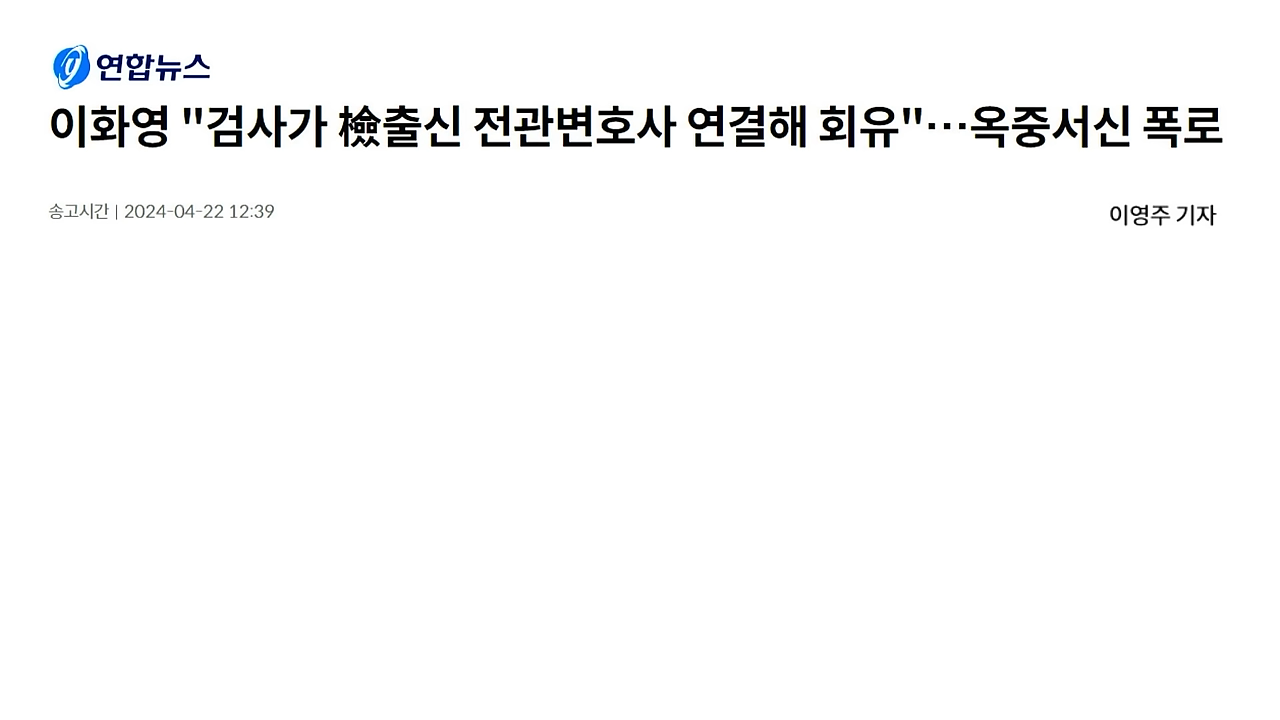 연합뉴스
이화영 "검사가 檢출신 전관변호사 연결해 회유"…옥중서신 폭로
송고시간 | 2024-04-22 12:39
이영주 기자